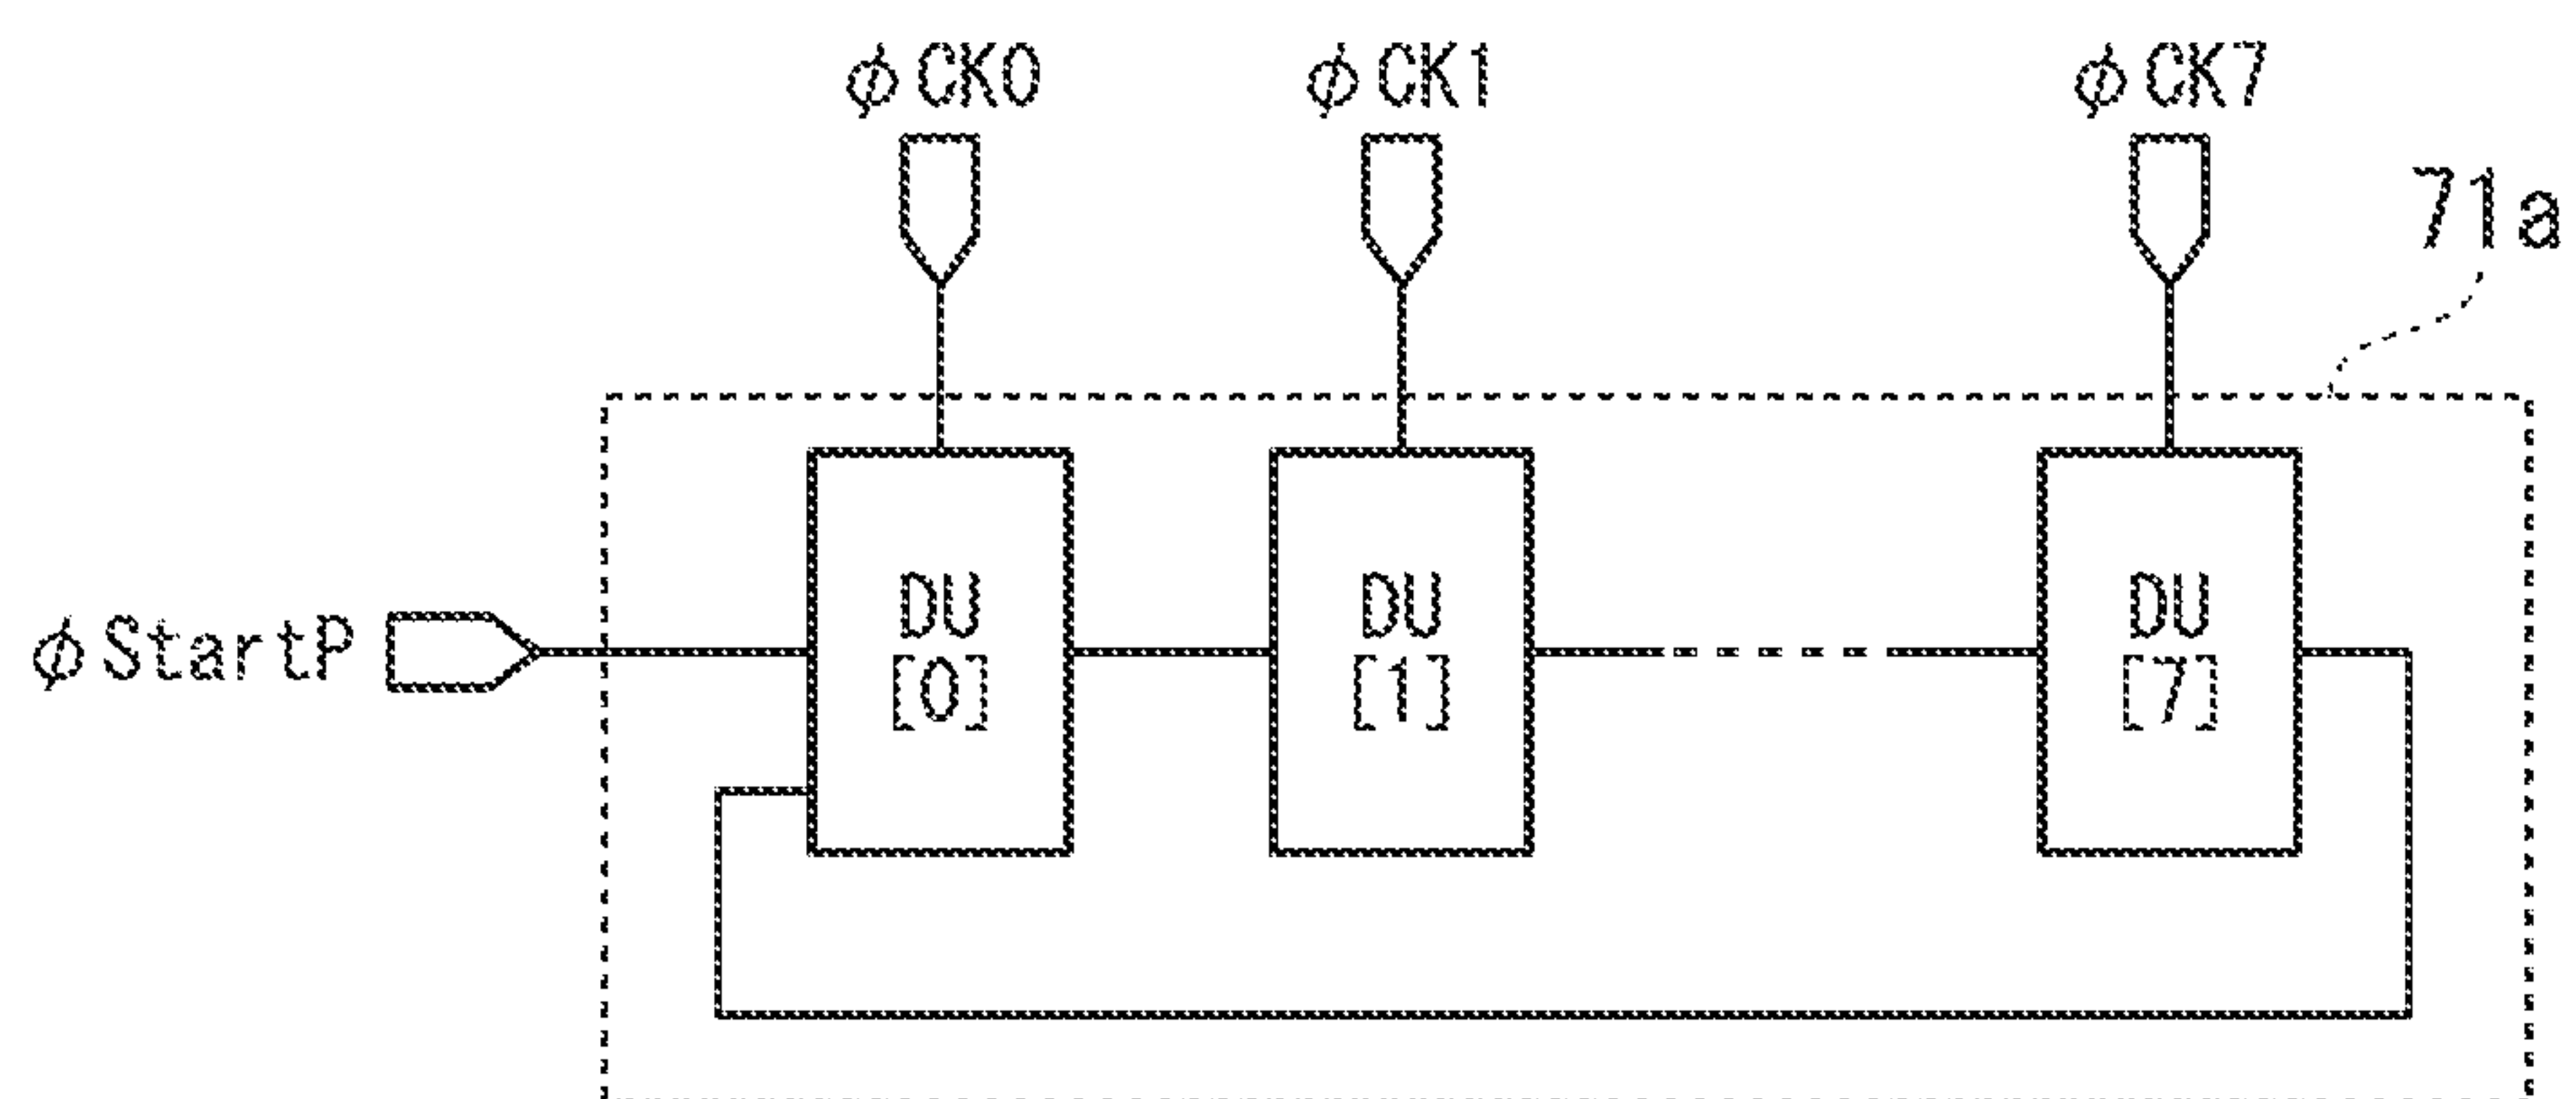 φCK0
φCK1
φCK7
71a
φStartP
DU
[0]
DU
[1]
DU
[7]